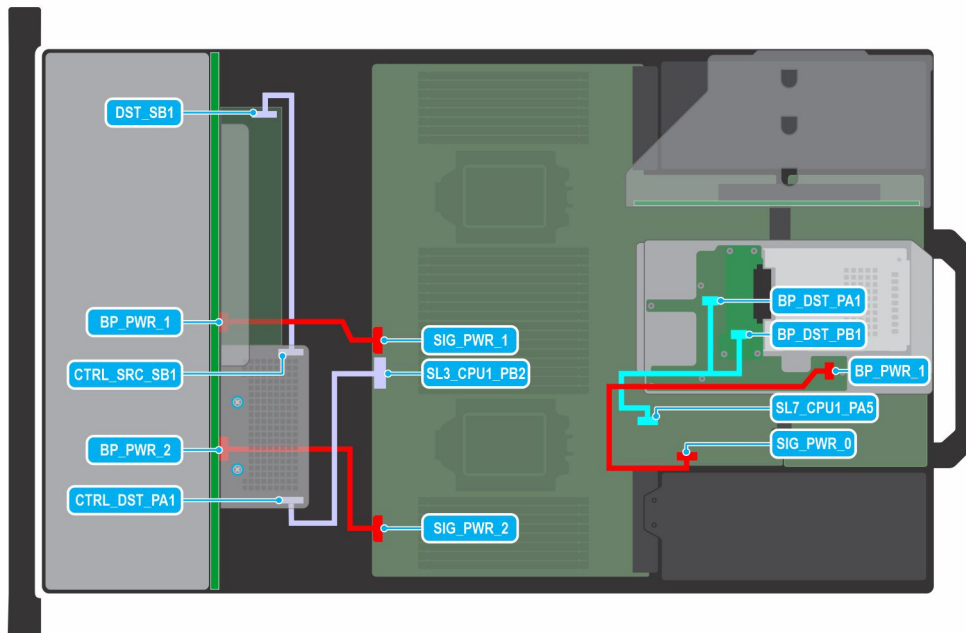 DST_SB1
BP_PWR_1
CTRL_SRC_SB1
BP_PWR_2
CTRL_DST_PA1
SIG_PWR_1
SL3_CPU1_PB2
SIG_PWR_2
BP_DST_PA1
BP_DST_PB1
BP_PWR_1
SL7_CPU1_PA5
SIG_PWR_0